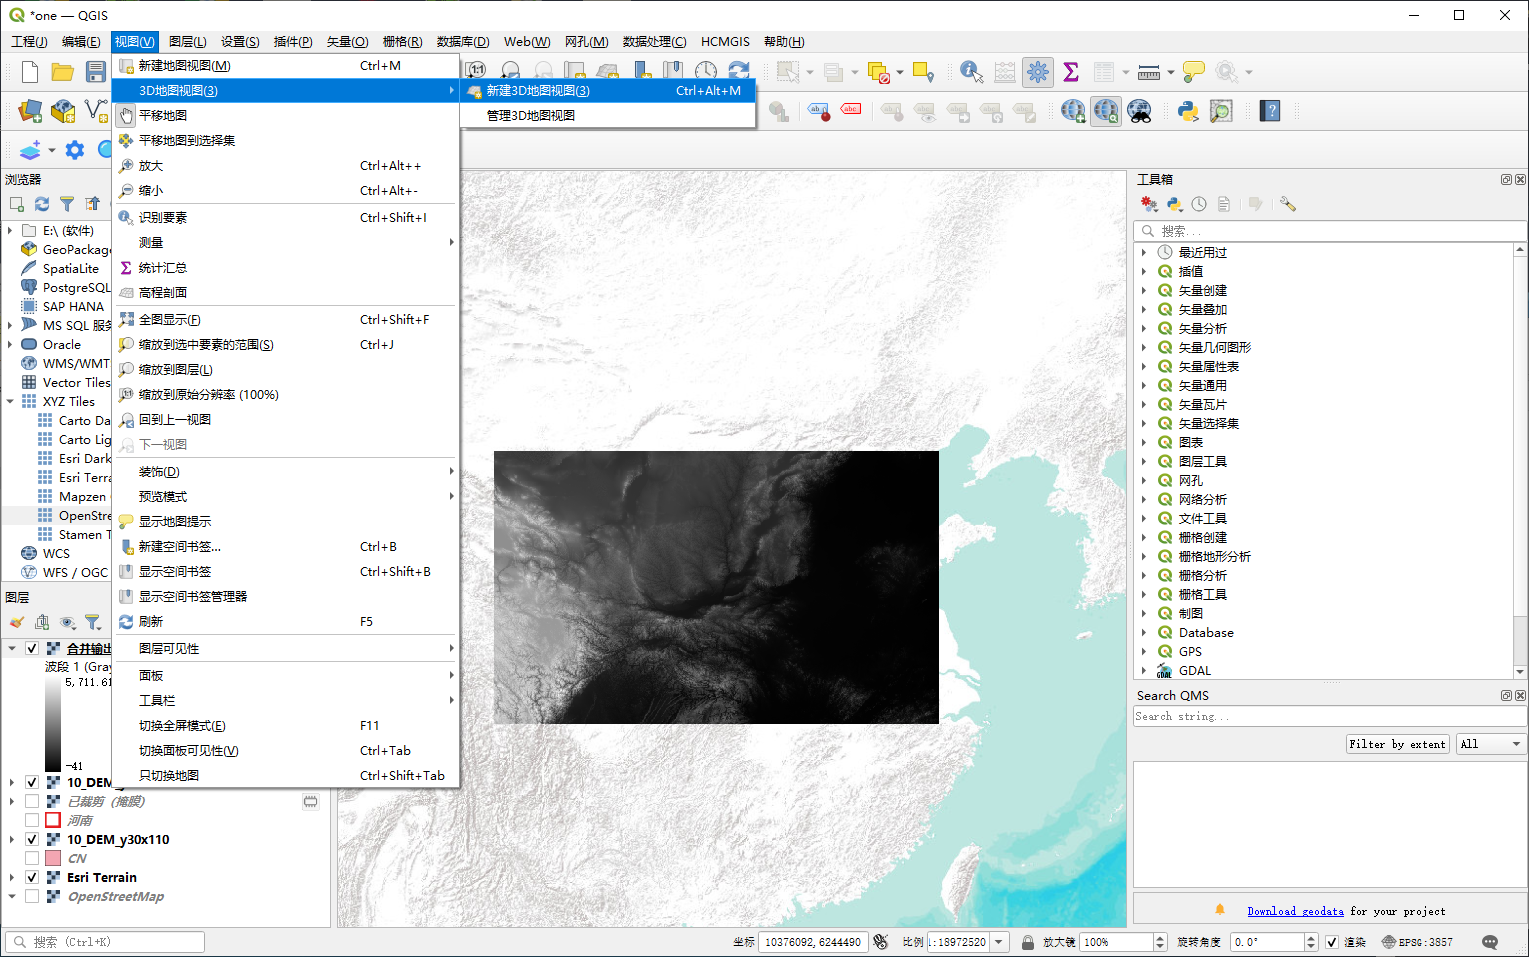 *one — QGIS
工程(J) 编辑(E) 视图(V) 图层(L) 设置(S) 插件(P) 矢量(O) 栅格(R) 数据库(D) Web(W) 网孔(M) 数据处理(C) HCMGIS 帮助(H)
新建地图视图(M) Ctrl+M
3D地图视图(3)
新建3D地图视图(3) Ctrl+Alt+M
管理3D地图视图
平移地图
平移地图到选择集
放大 Ctrl+Alt++
缩小 Ctrl+Alt+-
识别要素 Ctrl+Shift+I
测量
统计汇总
高程剖面
全图显示(F) Ctrl+Shift+F
缩放到选中要素的范围(S) Ctrl+J
缩放到图层(L)
缩放到原始分辨率 (100%)
回到上一视图
下一视图
装饰(D)
预览模式
显示地图提示
新建空间书签... Ctrl+B
显示空间书签 Ctrl+Shift+B
显示空间书签管理器
刷新 F5
图层可见性
面板
工具栏
切换全屏模式(E) F11
切换面板可见性(V) Ctrl+Tab
只切换地图 Ctrl+Shift+Tab
浏览器
E:\ (软件)
GeoPackage
SpatiaLite
PostgreSQL
SAP HANA
MS SQL 服务
Oracle
WMS/WMT
Vector Tiles
XYZ Tiles
Carto Da
Carto Lig
Esri Dark
Esri Terra
Mapzen
OpenStre
Stamen T
WCS
WFS / OGC
图层
合并输出
波段 1 (Gray
5,711.61
-41
10_DEM_
已裁剪 (掩膜)
河南
10_DEM_y30x110
CN
Esri Terrain
OpenStreetMap
工具箱
搜索...
最近用过
插值
矢量创建
矢量叠加
矢量分析
矢量几何图形
矢量属性表
矢量通用
矢量瓦片
矢量选择集
图表
图层工具
网孔
网络分析
文件工具
栅格创建
栅格地形分析
栅格分析
栅格工具
制图
Database
GPS
GDAL
Search QMS
Search string...
Filter by extent All
Download geodata for your project
搜索 (Ctrl+K) 坐标 10376092, 6244490 比例 1:18972520 放大镜 100% 旋转角度 0.0° 渲染 EPSG:3857